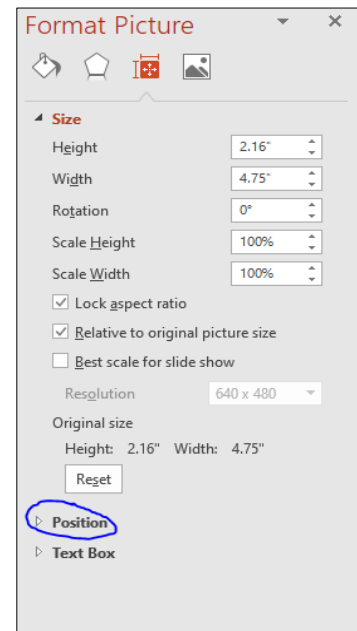 Format Picture
Size
Height 2.16"
Width 4.75"
Rotation 0°
Scale Height 100%
Scale Width 100%
Lock aspect ratio
Relative to original picture size
Best scale for slide show
Resolution 640 x 480
Original size
Height: 2.16" Width: 4.75"
Reset
Position
Text Box